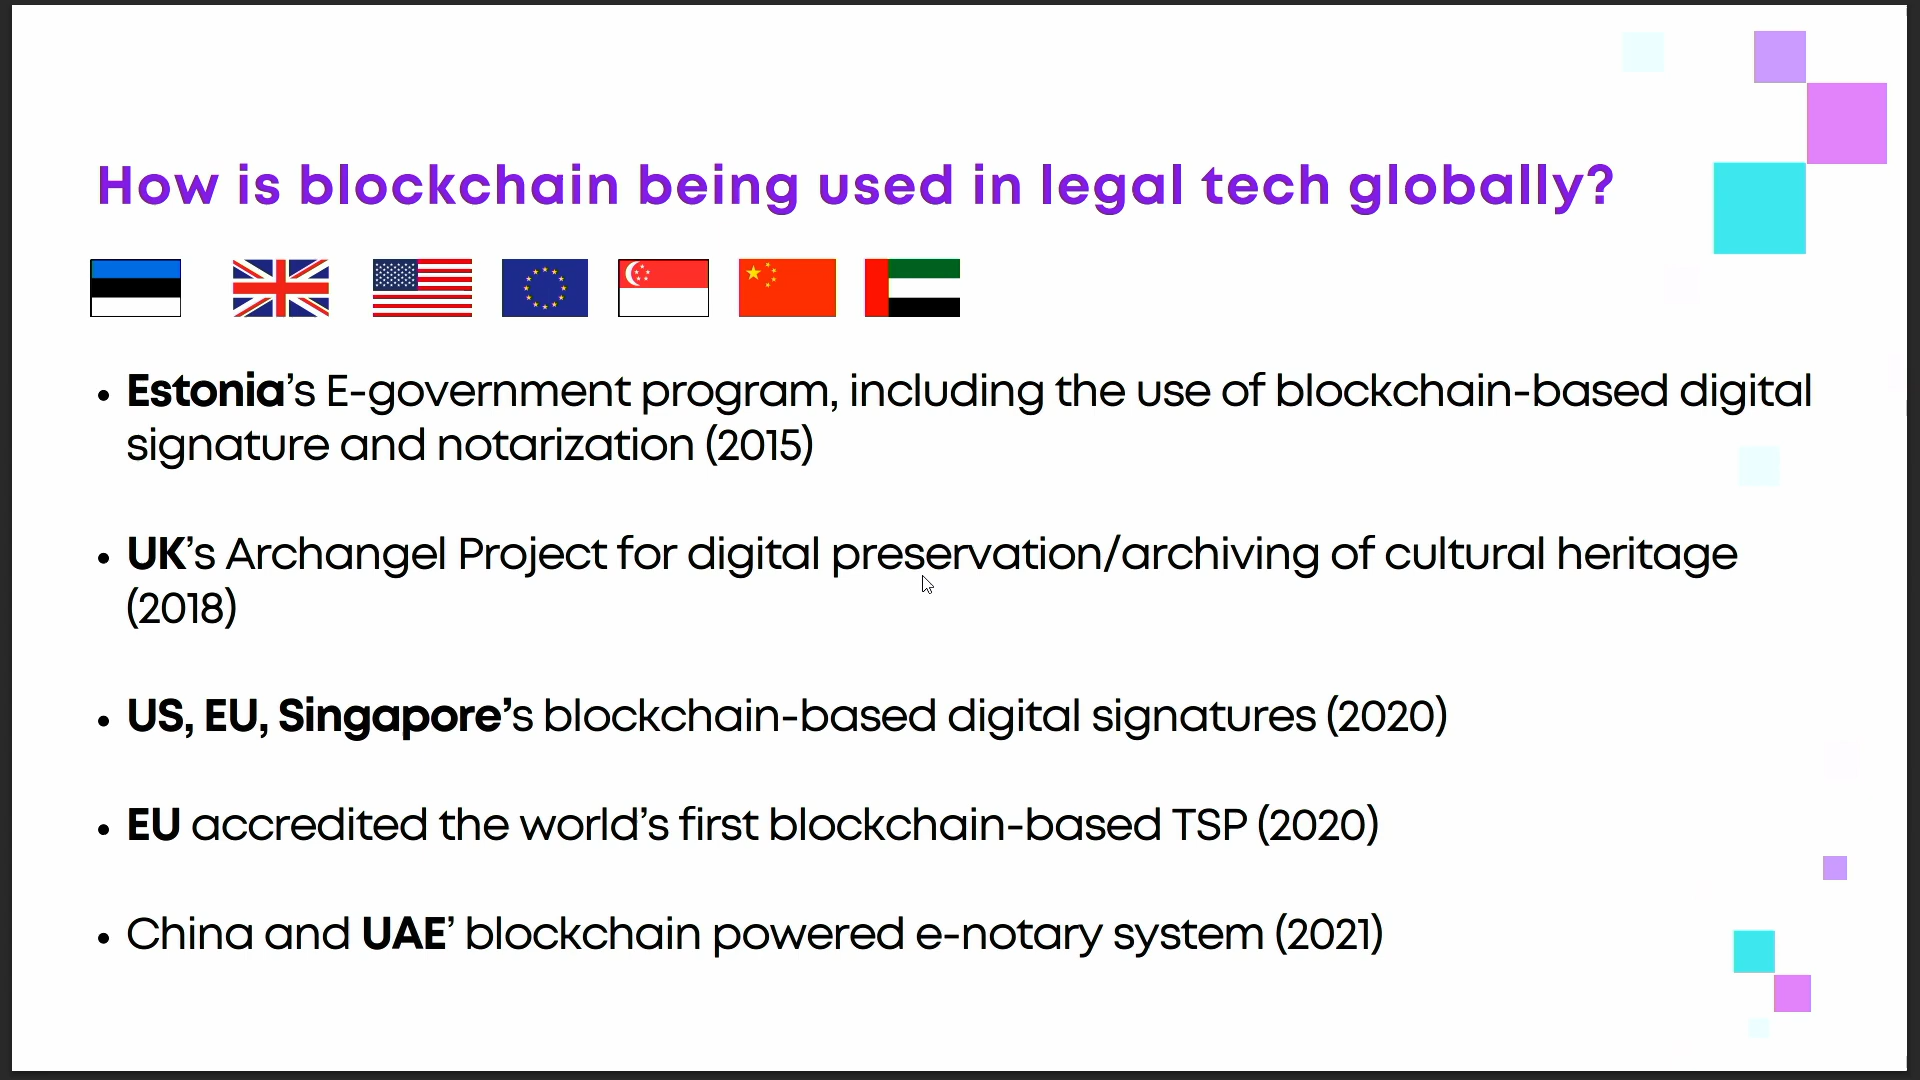 How is blockchain being used in legal tech globally?
• Estonia’s E-government program, including the use of blockchain-based digital
signature and notarization (2015)
• UK’s Archangel Project for digital preservation/archiving of cultural heritage
(2018)
• US, EU, Singapore’s blockchain-based digital signatures (2020)
• EU accredited the world’s first blockchain-based TSP (2020)
• China and UAE’ blockchain powered e-notary system (2021)